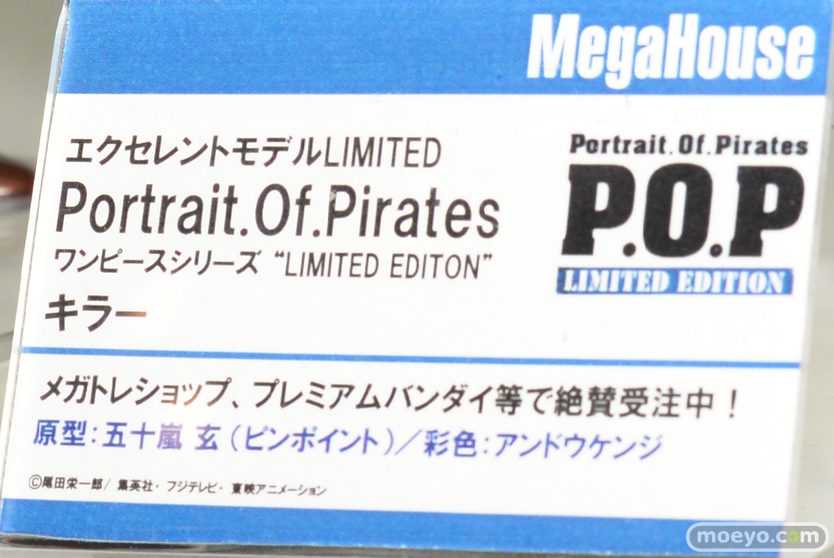 MegaHouse
エクセレントモデルLIMITED
Portrait.Of.Pirates
ワンピースシリーズ “LIMITED EDITON”
キラー
Portrait.Of.Pirates
P.O.P
LIMITED EDITION
メガトレショップ、プレミアムバンダイ等で絶賛受注中！
原型：五十嵐 玄（ピンポイント）／彩色：アンドウケンジ
©尾田栄一郎/ 集英社・フジテレビ・東映アニメーション
moeyo.com